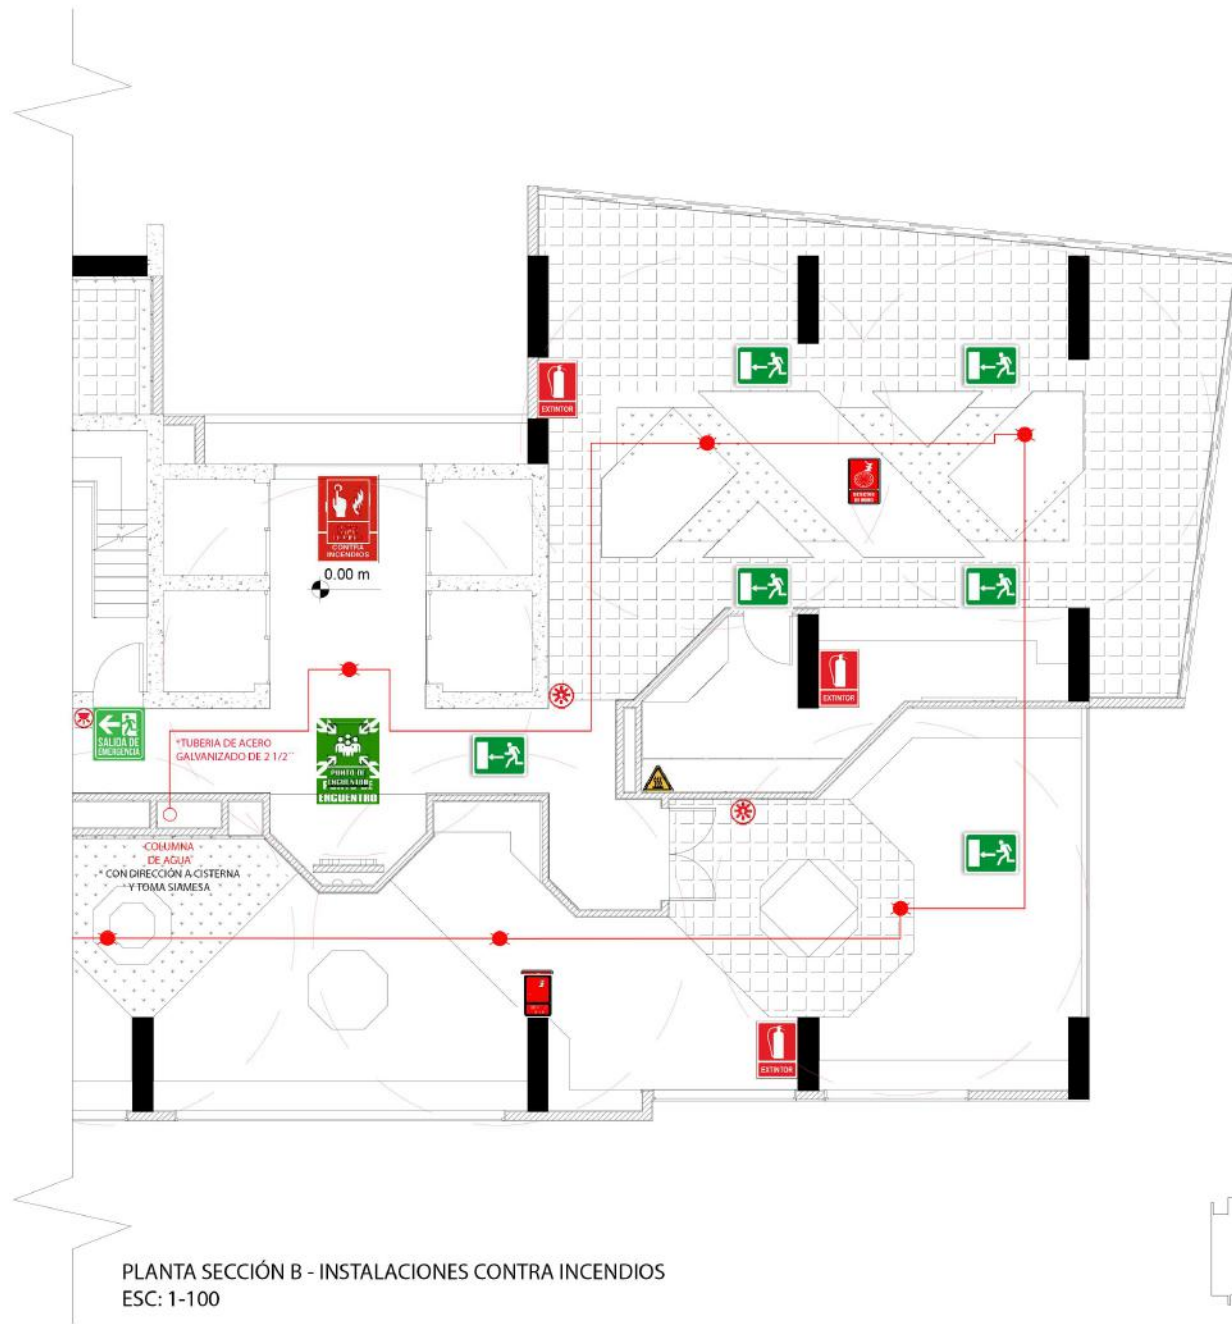 EXTINTOR
CONTRA
INCENDIOS
0.00 m
EXTINTOR
SALIDA DE
EMERGENCIA
*TUBERIA DE ACERO
GALVANIZADO DE 2 1/2´´
PUNTO DE
ENCUENTRO
ENCUENTRO
COLUMNA
DE AGUA
* CON DIRECCIÓN A CISTERNA
Y TOMA SIAMESA
EXTINTOR
PLANTA SECCIÓN B - INSTALACIONES CONTRA INCENDIOS
ESC: 1-100